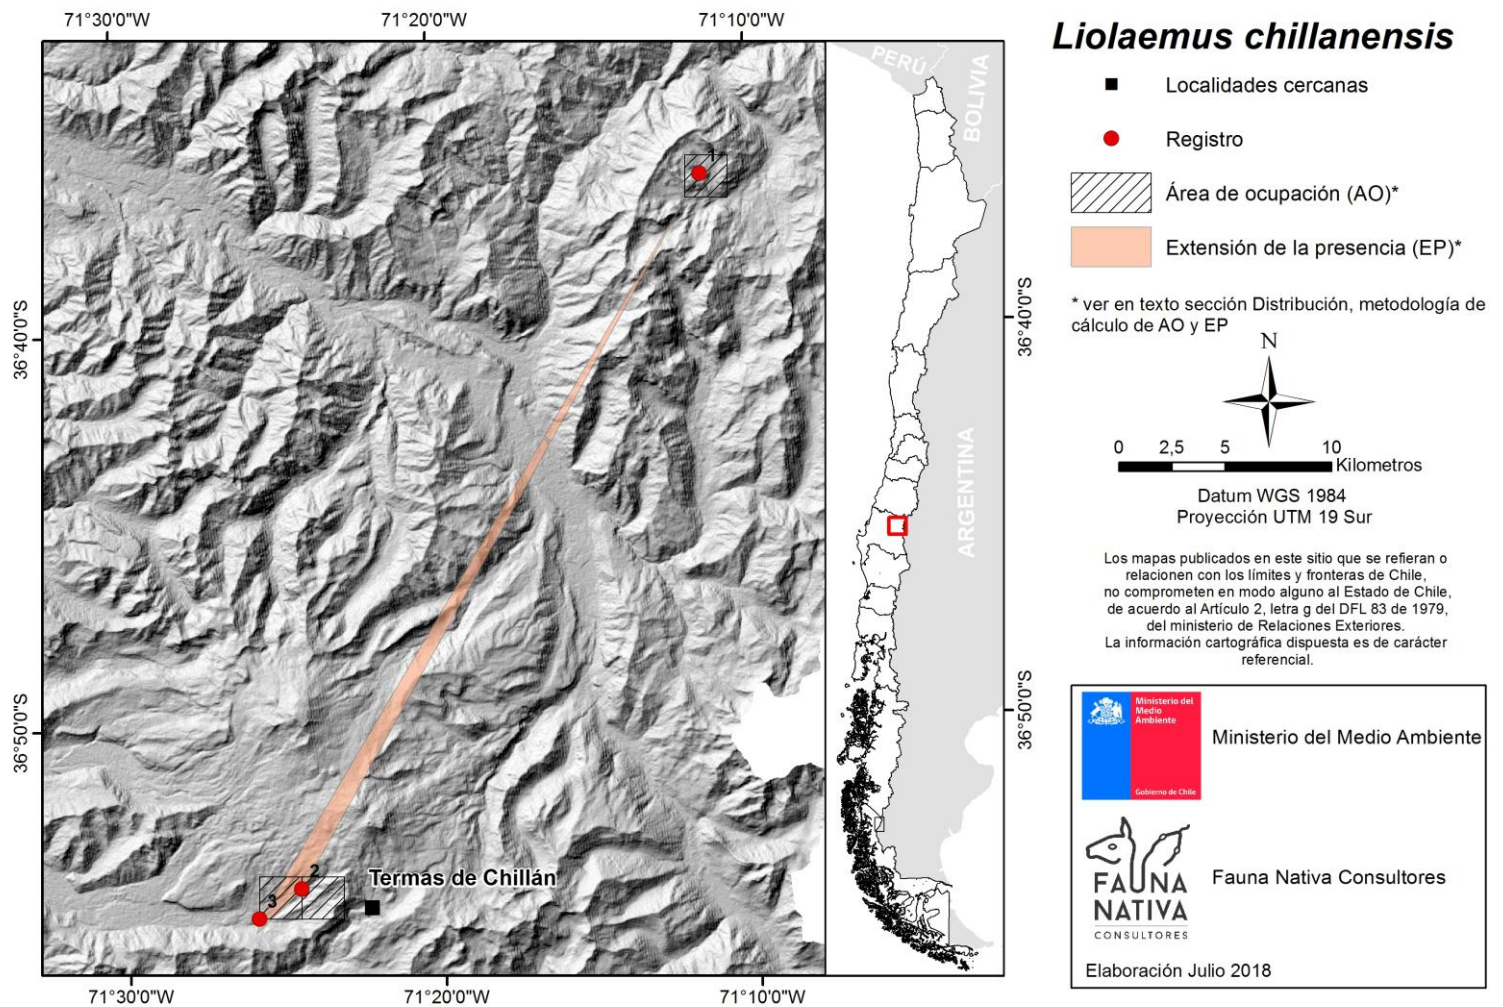 71°30'0"W
71°20'0"W
71°10'0"W
36°40'0"S
36°50'0"S
1
2
3
Termas de Chillán
71°30'0"W
71°20'0"W
71°10'0"W
PERÚ
BOLIVIA
ARGENTINA
36°40'0"S
36°50'0"S
Liolaemus chillanensis
Localidades cercanas
Registro
Área de ocupación (AO)*
Extensión de la presencia (EP)*
* ver en texto sección Distribución, metodología de
cálculo de AO y EP
N
0 2,5 5 10
Kilometros
Datum WGS 1984
Proyección UTM 19 Sur
Los mapas publicados en este sitio que se refieran o
relacionen con los límites y fronteras de Chile,
no comprometen en modo alguno al Estado de Chile,
de acuerdo al Artículo 2, letra g del DFL 83 de 1979,
del ministerio de Relaciones Exteriores.
La información cartográfica dispuesta es de carácter
referencial.
Ministerio del
Medio
Ambiente
Gobierno de Chile
Ministerio del Medio Ambiente
FAUNA
NATIVA
CONSULTORES
Fauna Nativa Consultores
Elaboración Julio 2018